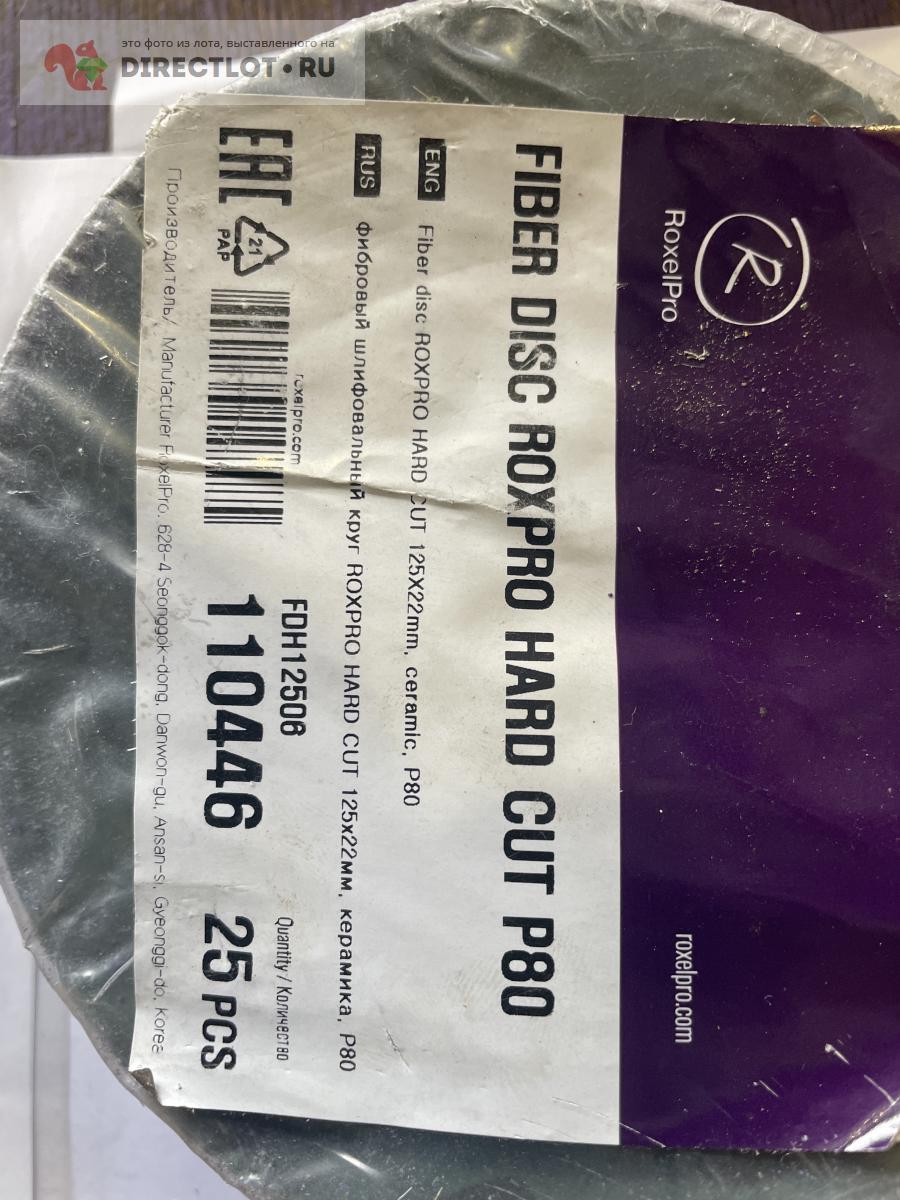 это фото из лота, выставленного на
DIRECTLOT•RU
R
RoxelPro
roxelpro.com
FIBER DISC ROXPRO HARD CUT P80
ENG Fiber disc ROXPRO HARD CUT 125X22mm, ceramic, P80
RUS Фибровый шлифовальный круг ROXPRO HARD CUT 125x22мм, керамика, P80
roxelpro.com
FDH12506
Quantity / Количество
EAC
21
PAP
110446
25 PCS
Производитель/ Manufacturer RoxelPro, 628-4 Seonggok-dong, Danwon-gu, Ansan-si, Gyeonggi-do, Korea